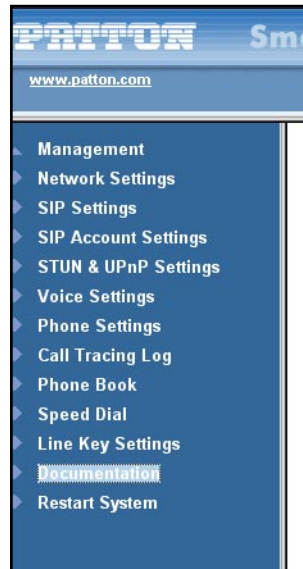 PATTON
www.patton.com
Management
Network Settings
SIP Settings
SIP Account Settings
STUN & UPnP Settings
Voice Settings
Phone Settings
Call Tracing Log
Phone Book
Speed Dial
Line Key Settings
Documentation
Restart System